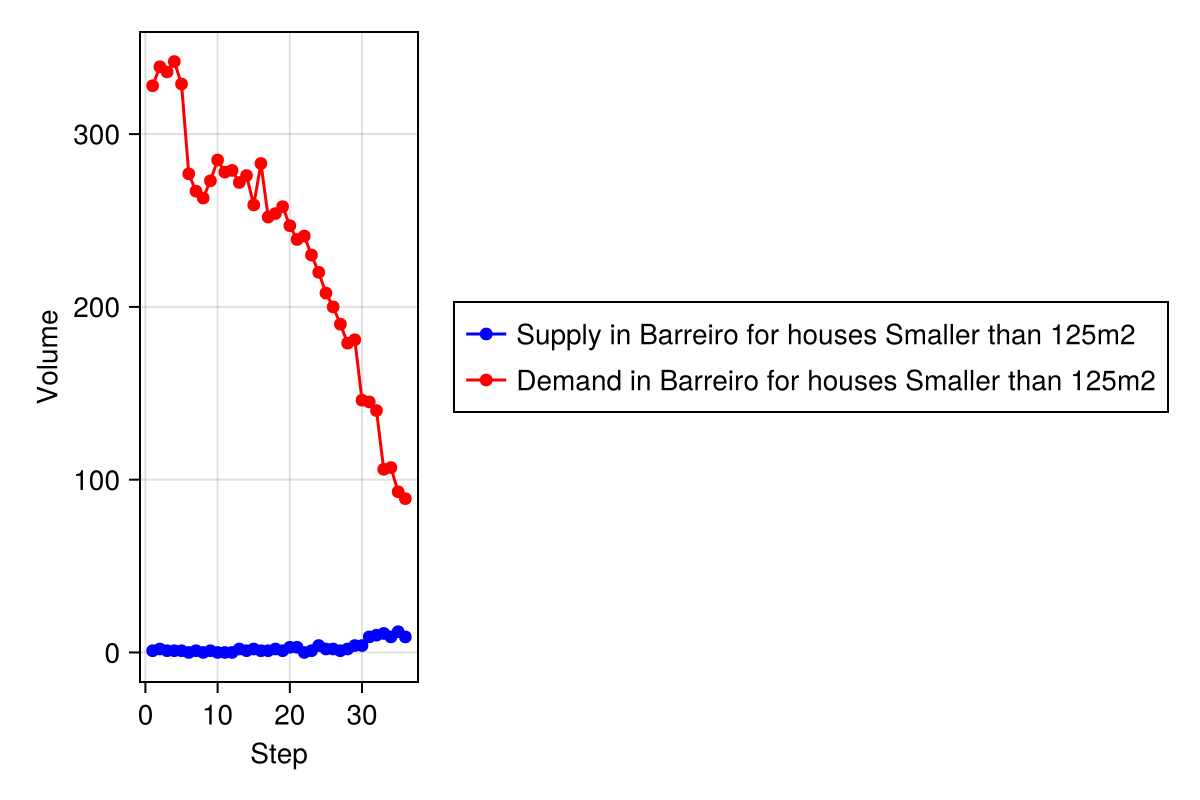 Volume
300
200
100
0
0 10 20 30
Step
Supply in Barreiro for houses Smaller than 125m2
Demand in Barreiro for houses Smaller than 125m2